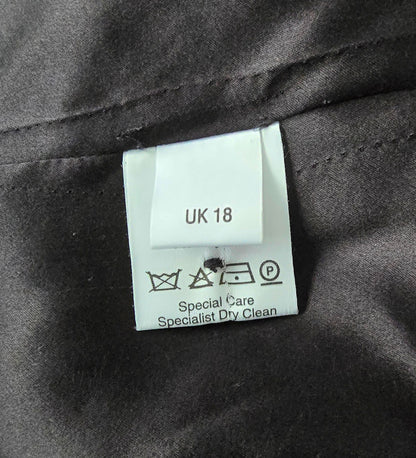 UK 18
P
Special Care
Specialist Dry Clean